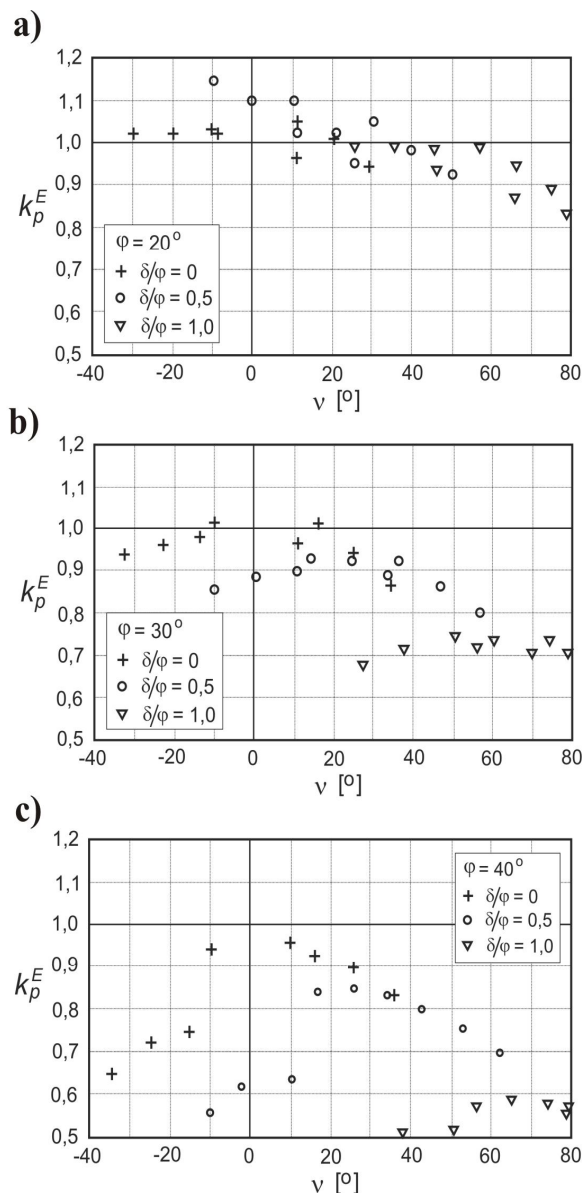 a)
1,2
1,1
1,0
0,9
0,8
0,7
0,6
0,5
k_p^E
φ = 20°
+ δ/φ = 0
○ δ/φ = 0,5
▽ δ/φ = 1,0
-40 -20 0 20 40 60 80
ν [°]
b)
1,2
1,1
1,0
0,9
0,8
0,7
0,6
0,5
k_p^E
φ = 30°
+ δ/φ = 0
○ δ/φ = 0,5
▽ δ/φ = 1,0
-40 -20 0 20 40 60 80
ν [°]
c)
1,2
1,1
1,0
0,9
0,8
0,7
0,6
0,5
k_p^E
φ = 40°
+ δ/φ = 0
○ δ/φ = 0,5
▽ δ/φ = 1,0
-40 -20 0 20 40 60 80
ν [°]